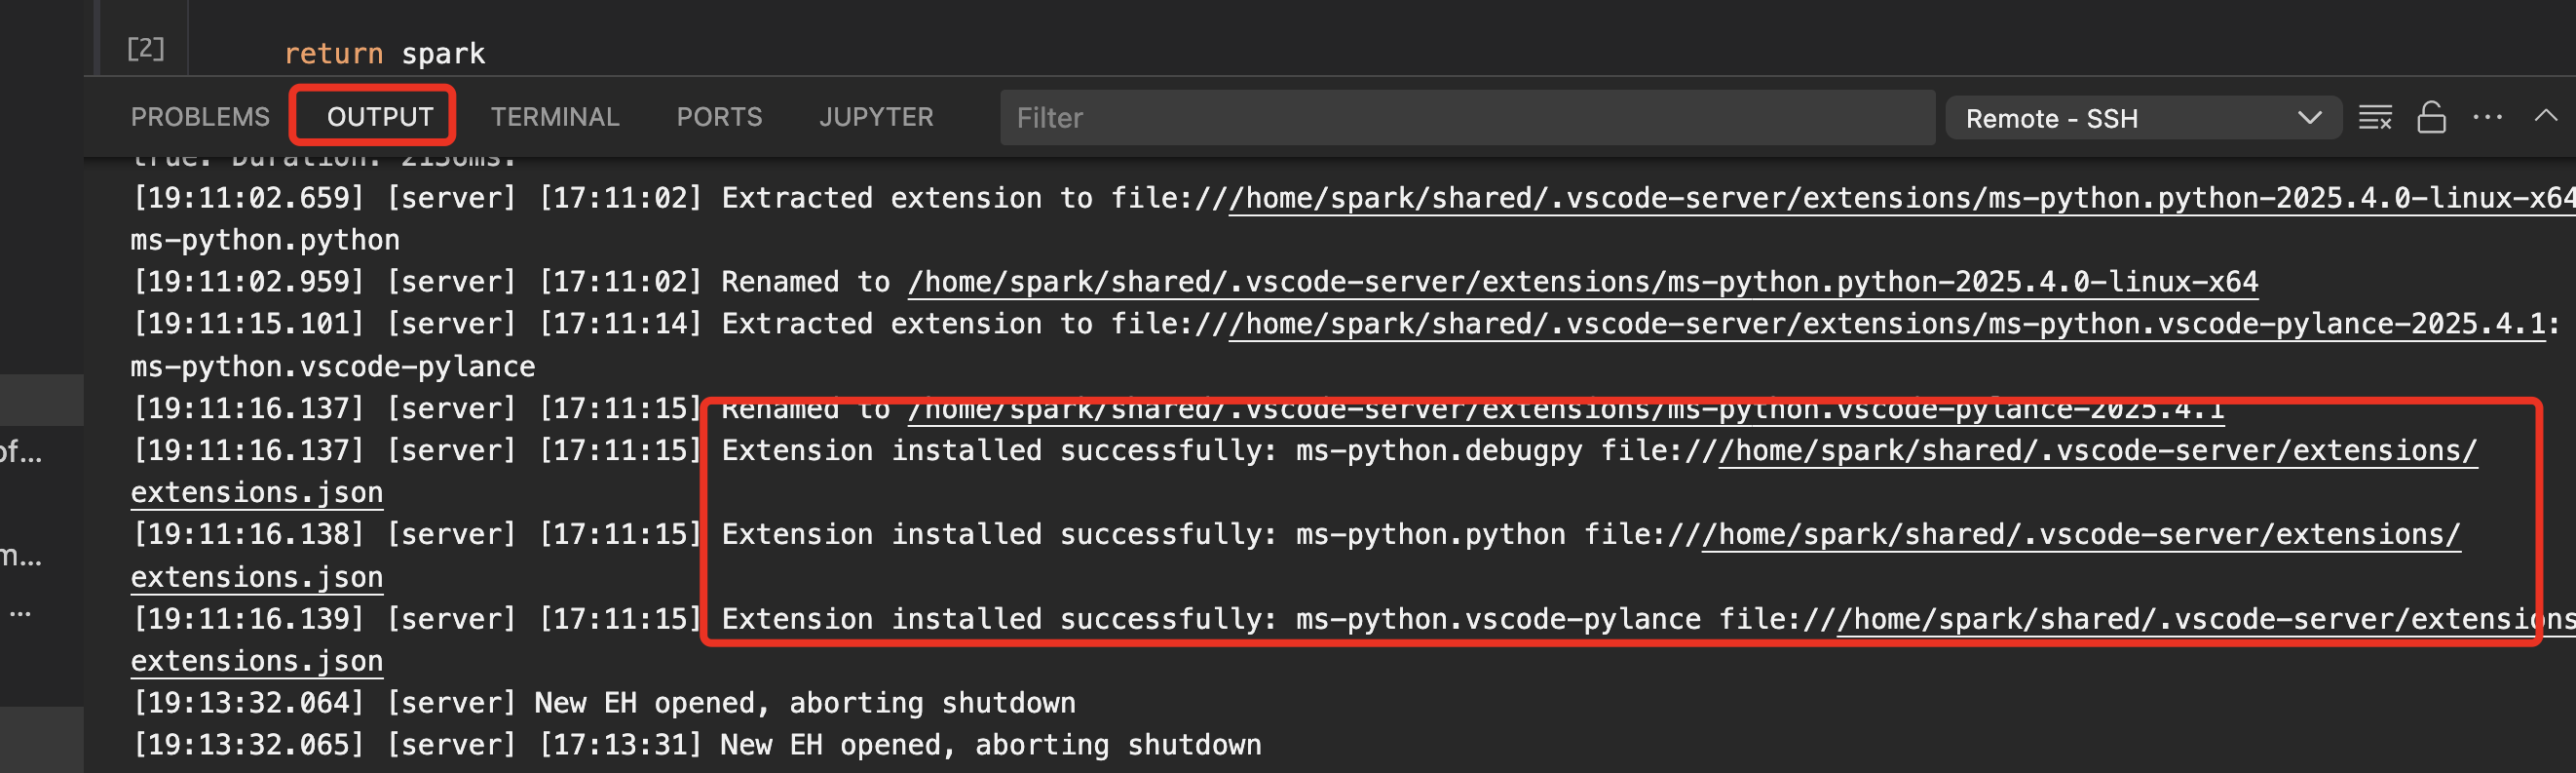 [2]
return spark
PROBLEMS OUTPUT TERMINAL PORTS JUPYTER Filter Remote - SSH
true. Duration: 2136ms.
[19:11:02.659] [server] [17:11:02] Extracted extension to file:///home/spark/shared/.vscode-server/extensions/ms-python.python-2025.4.0-linux-x64
ms-python.python
[19:11:02.959] [server] [17:11:02] Renamed to /home/spark/shared/.vscode-server/extensions/ms-python.python-2025.4.0-linux-x64
[19:11:15.101] [server] [17:11:14] Extracted extension to file:///home/spark/shared/.vscode-server/extensions/ms-python.vscode-pylance-2025.4.1:
ms-python.vscode-pylance
[19:11:16.137] [server] [17:11:15] Renamed to /home/spark/shared/.vscode-server/extensions/ms-python.vscode-pylance-2025.4.1
of...
[19:11:16.137] [server] [17:11:15] Extension installed successfully: ms-python.debugpy file:///home/spark/shared/.vscode-server/extensions/
extensions.json
[19:11:16.138] [server] [17:11:15] Extension installed successfully: ms-python.python file:///home/spark/shared/.vscode-server/extensions/
m...
extensions.json
...
[19:11:16.139] [server] [17:11:15] Extension installed successfully: ms-python.vscode-pylance file:///home/spark/shared/.vscode-server/extensions
extensions.json
[19:13:32.064] [server] New EH opened, aborting shutdown
[19:13:32.065] [server] [17:13:31] New EH opened, aborting shutdown